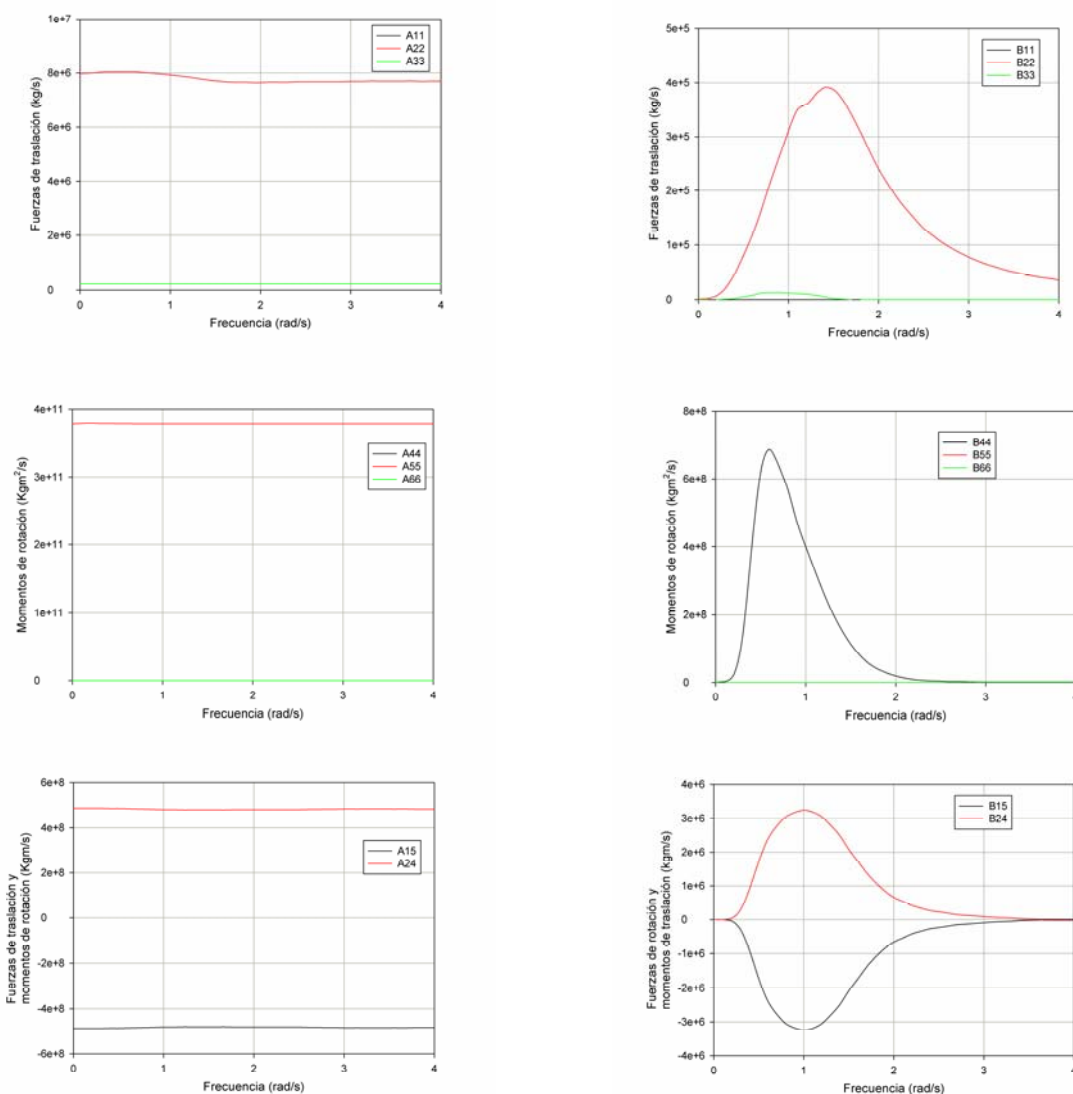 1e+7
8e+6
6e+6
4e+6
2e+6
0
0 1 2 3 4
Fuerzas de traslación (kg/s)
Frecuencia (rad/s)
A11
A22
A33
5e+5
4e+5
3e+5
2e+5
1e+5
0
0 1 2 3 4
Fuerzas de traslación (kg/s)
Frecuencia (rad/s)
B11
B22
B33
4e+11
3e+11
2e+11
1e+11
0
0 1 2 3 4
Momentos de rotación (Kgm²/s)
Frecuencia (rad/s)
A44
A55
A66
8e+8
6e+8
4e+8
2e+8
0
0 1 2 3 4
Momentos de rotación (kgm²/s)
Frecuencia (rad/s)
B44
B55
B66
6e+8
4e+8
2e+8
0
-2e+8
-4e+8
-6e+8
0 1 2 3 4
Fuerzas de traslación y
momentos de rotación (Kgm/s)
Frecuencia (rad/s)
A15
A24
4e+6
3e+6
2e+6
1e+6
0
-1e+6
-2e+6
-3e+6
-4e+6
0 1 2 3 4
Fuerzas de rotación y
momentos de traslación (kgm/s)
Frecuencia (rad/s)
B15
B24